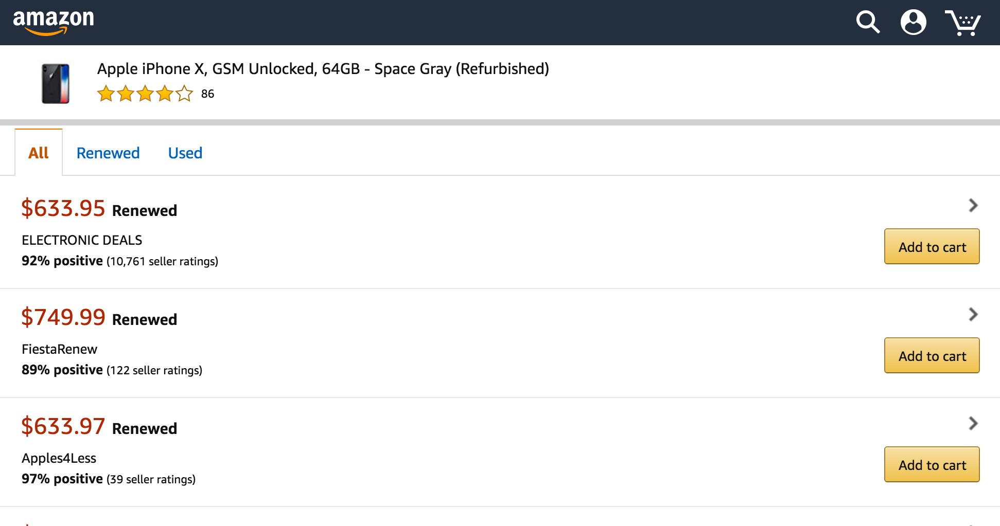 amazon
Apple iPhone X, GSM Unlocked, 64GB - Space Gray (Refurbished)
86
All Renewed Used
$633.95 Renewed
ELECTRONIC DEALS
92% positive (10,761 seller ratings)
Add to cart
$749.99 Renewed
FiestaRenew
89% positive (122 seller ratings)
Add to cart
$633.97 Renewed
Apples4Less
97% positive (39 seller ratings)
Add to cart